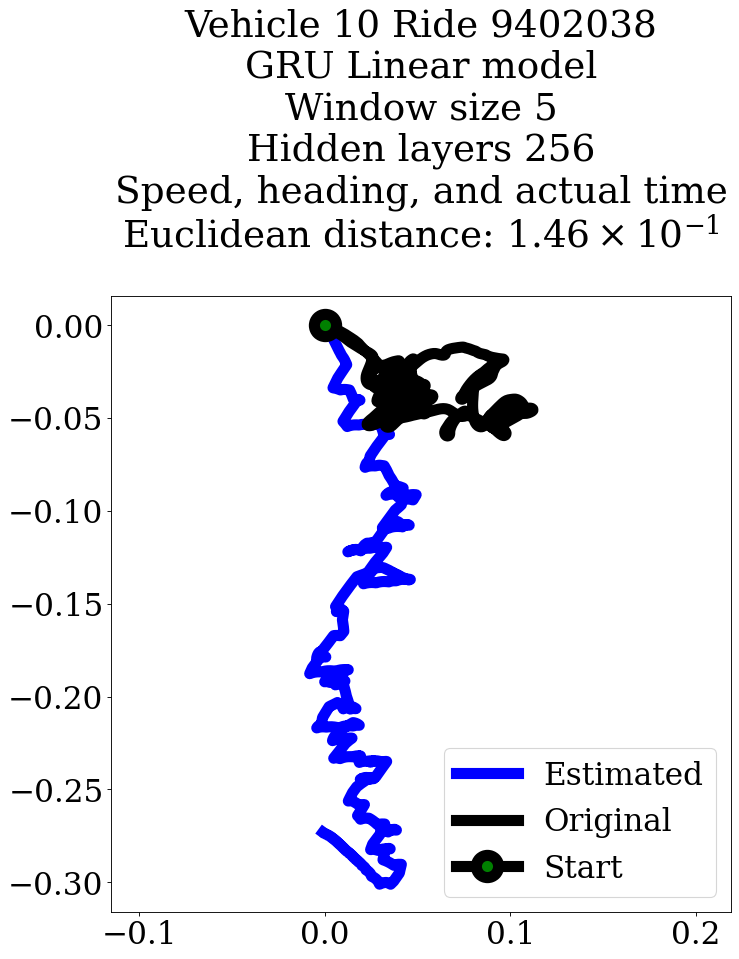 Vehicle 10 Ride 9402038
GRU Linear model
Window size 5
Hidden layers 256
Speed, heading, and actual time
Euclidean distance: 1.46 × 10⁻¹
0.00
−0.05
−0.10
−0.15
−0.20
−0.25
−0.30
Estimated
Original
Start
−0.1 0.0 0.1 0.2